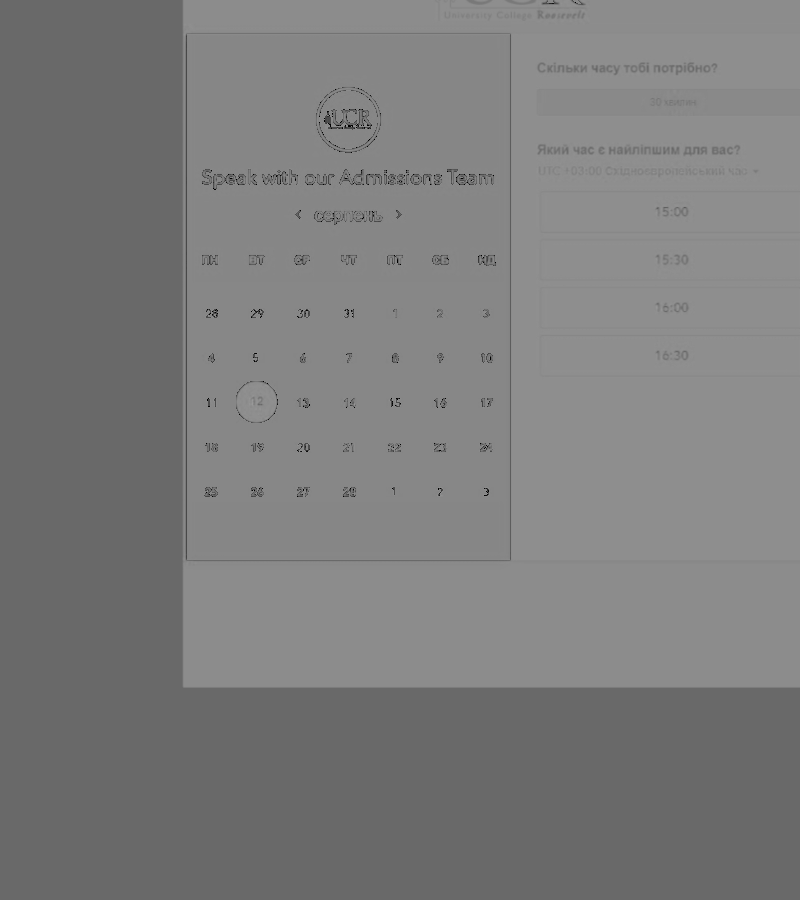 University College Roosevelt
UCR
Speak with our Admissions Team
серпень
ПН ВТ СР ЧТ ПТ СБ НД
28 29 30 31 1 2 3
4 5 6 7 8 9 10
11 12 13 14 15 16 17
18 19 20 21 22 23 24
25 26 27 28 1 2 3
Скільки часу тобі потрібно?
30 хвилин
Який час є найліпшим для вас?
UTC +03:00 Східноєвропейський час
15:00
15:30
16:00
16:30